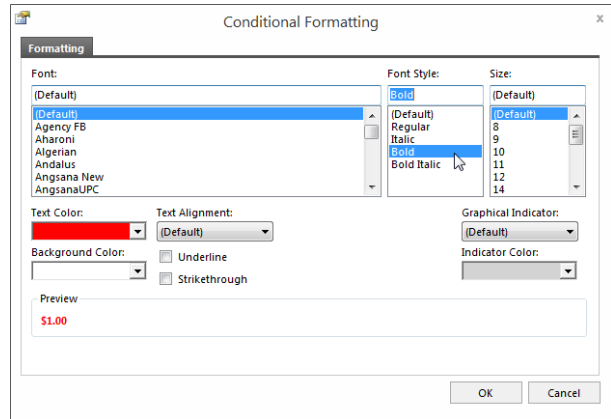 Conditional Formatting
x
Formatting
Font:
Font Style:
Size:
(Default)
Bold
(Default)
(Default)
Agency FB
Aharoni
Algerian
Andalus
Angsana New
AngsanaUPC
(Default)
Regular
Italic
Bold
Bold Italic
(Default)
8
9
10
11
12
14
Text Color:
Text Alignment:
Graphical Indicator:
(Default)
(Default)
Background Color:
Underline
Indicator Color:
Strikethrough
Preview
$1.00
OK
Cancel